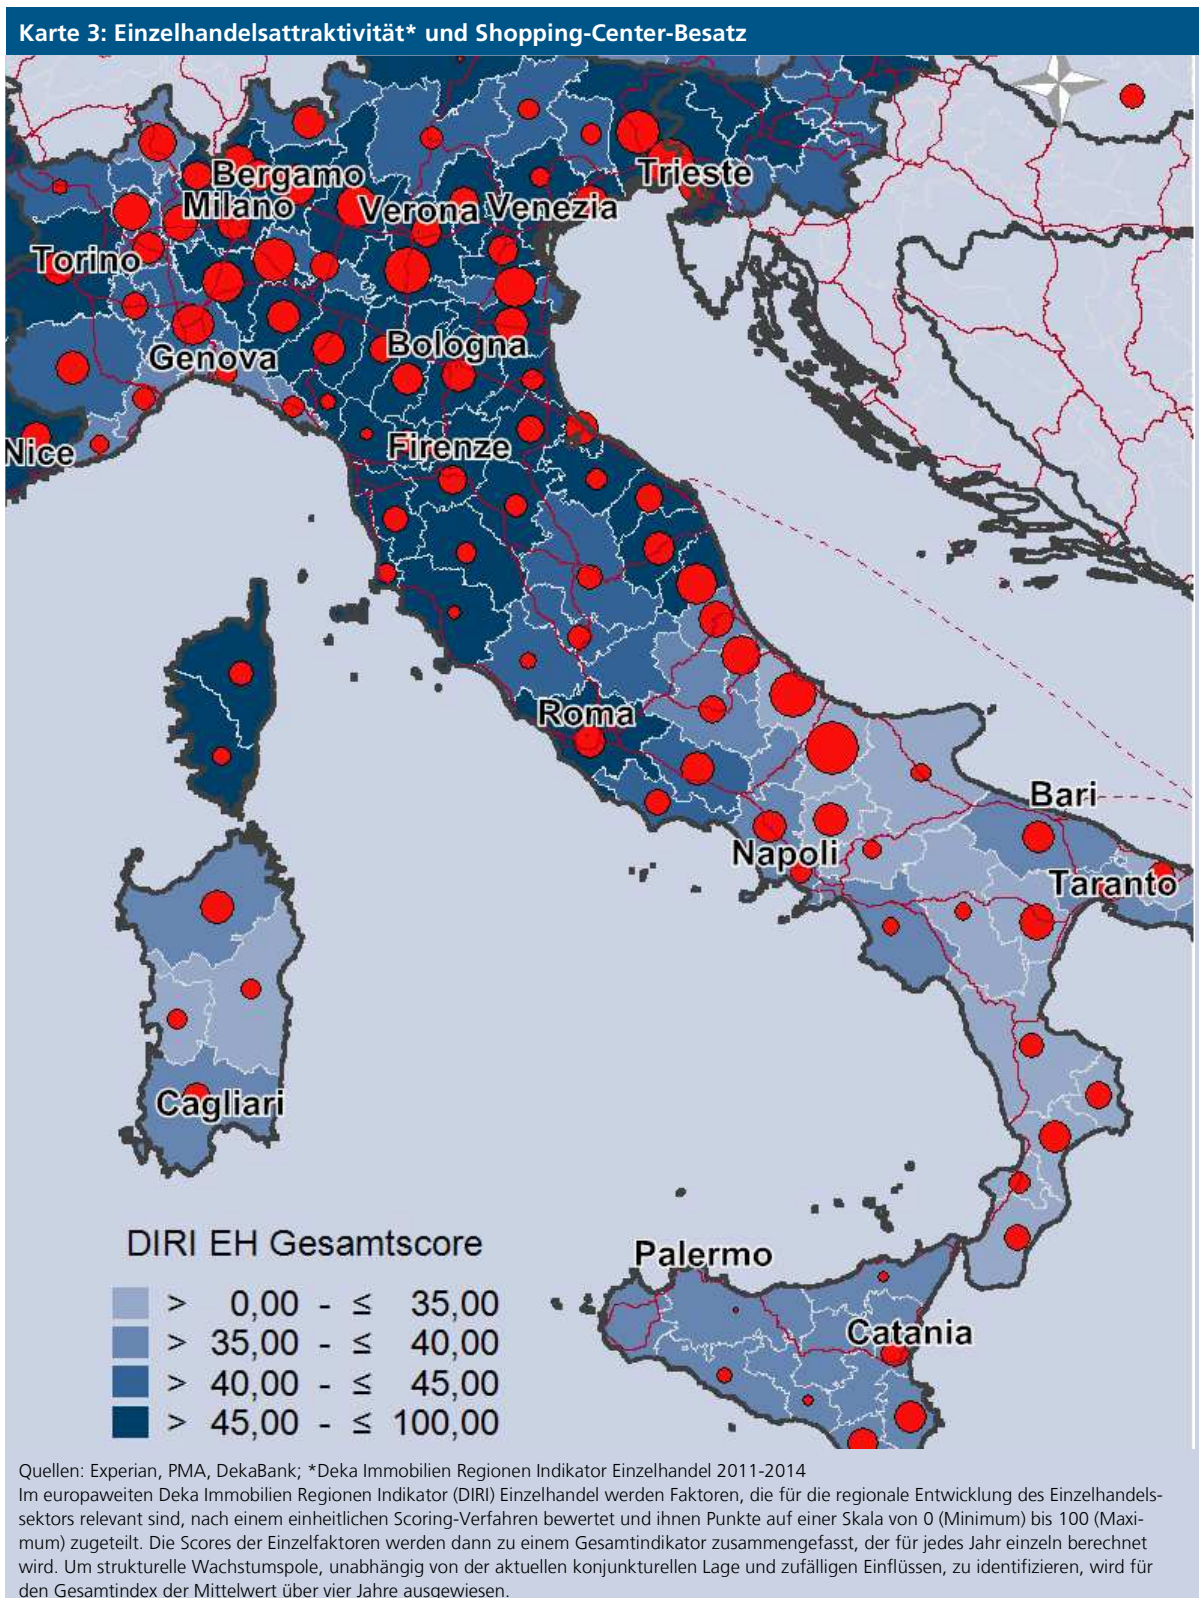 Karte 3: Einzelhandelsattraktivität* und Shopping-Center-Besatz
Bergamo
Trieste
Milano
Verona
Venezia
Torino
Genova
Bologna
Nice
Firenze
Roma
Bari
Napoli
Taranto
Cagliari
Palermo
Catania
DIRI EH Gesamtscore
> 0,00 - ≤ 35,00
> 35,00 - ≤ 40,00
> 40,00 - ≤ 45,00
> 45,00 - ≤ 100,00
Quellen: Experian, PMA, DekaBank; *Deka Immobilien Regionen Indikator Einzelhandel 2011-2014
Im europaweiten Deka Immobilien Regionen Indikator (DIRI) Einzelhandel werden Faktoren, die für die regionale Entwicklung des Einzelhandels-
sektors relevant sind, nach einem einheitlichen Scoring-Verfahren bewertet und ihnen Punkte auf einer Skala von 0 (Minimum) bis 100 (Maxi-
mum) zugeteilt. Die Scores der Einzelfaktoren werden dann zu einem Gesamtindikator zusammengefasst, der für jedes Jahr einzeln berechnet
wird. Um strukturelle Wachstumspole, unabhängig von der aktuellen konjunkturellen Lage und zufälligen Einflüssen, zu identifizieren, wird für
den Gesamtindex der Mittelwert über vier Jahre ausgewiesen.